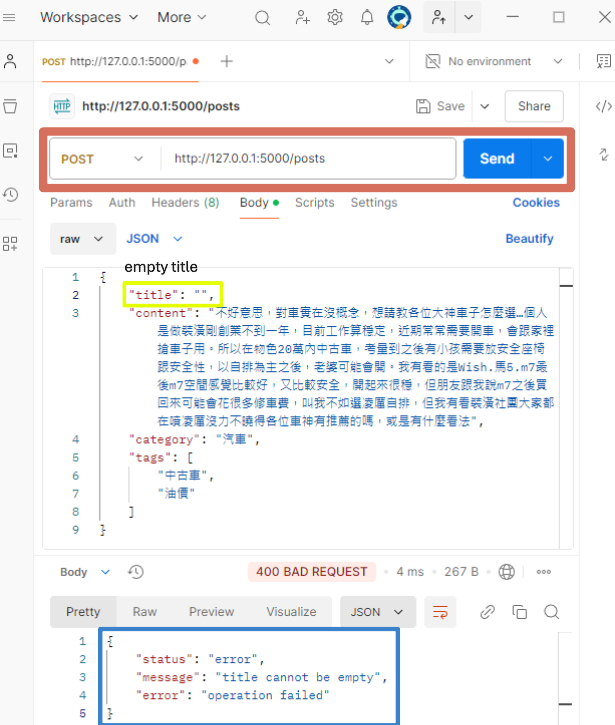 Workspaces More
POST http://127.0.0.1:5000/p No environment
HTTP http://127.0.0.1:5000/posts Save Share
POST http://127.0.0.1:5000/posts Send
Params Auth Headers (8) Body Scripts Settings Cookies
raw JSON Beautify
empty title
1 {
2 "title": "",
3 "content": "不好意思,對車實在沒概念,想請教各位大神車子怎麼選…個人
是做裝潢剛創業不到一年,目前工作算穩定,近期常常需要開車,會跟家裡
搶車子用。所以在物色20萬內中古車,考量到之後有小孩需要放安全座椅
跟安全性,以自排為主之後,老婆可能會開。我有看的是Wish.馬5.m7最
後m7空間感覺比較好,又比較安全,開起來很穩,但朋友跟我說m7之後買
回來可能會花很多修車費,叫我不如選凌厲自排,但我有看裝潢社團大家都
在噴凌厲沒力不曉得各位車神有推薦的嗎,或是有什麼看法",
4 "category": "汽車",
5 "tags": [
6 "中古車",
7 "油價"
8 ]
9 }
Body 400 BAD REQUEST 4 ms 267 B
Pretty Raw Preview Visualize JSON
1 {
2 "status": "error",
3 "message": "title cannot be empty",
4 "error": "operation failed"
5 }